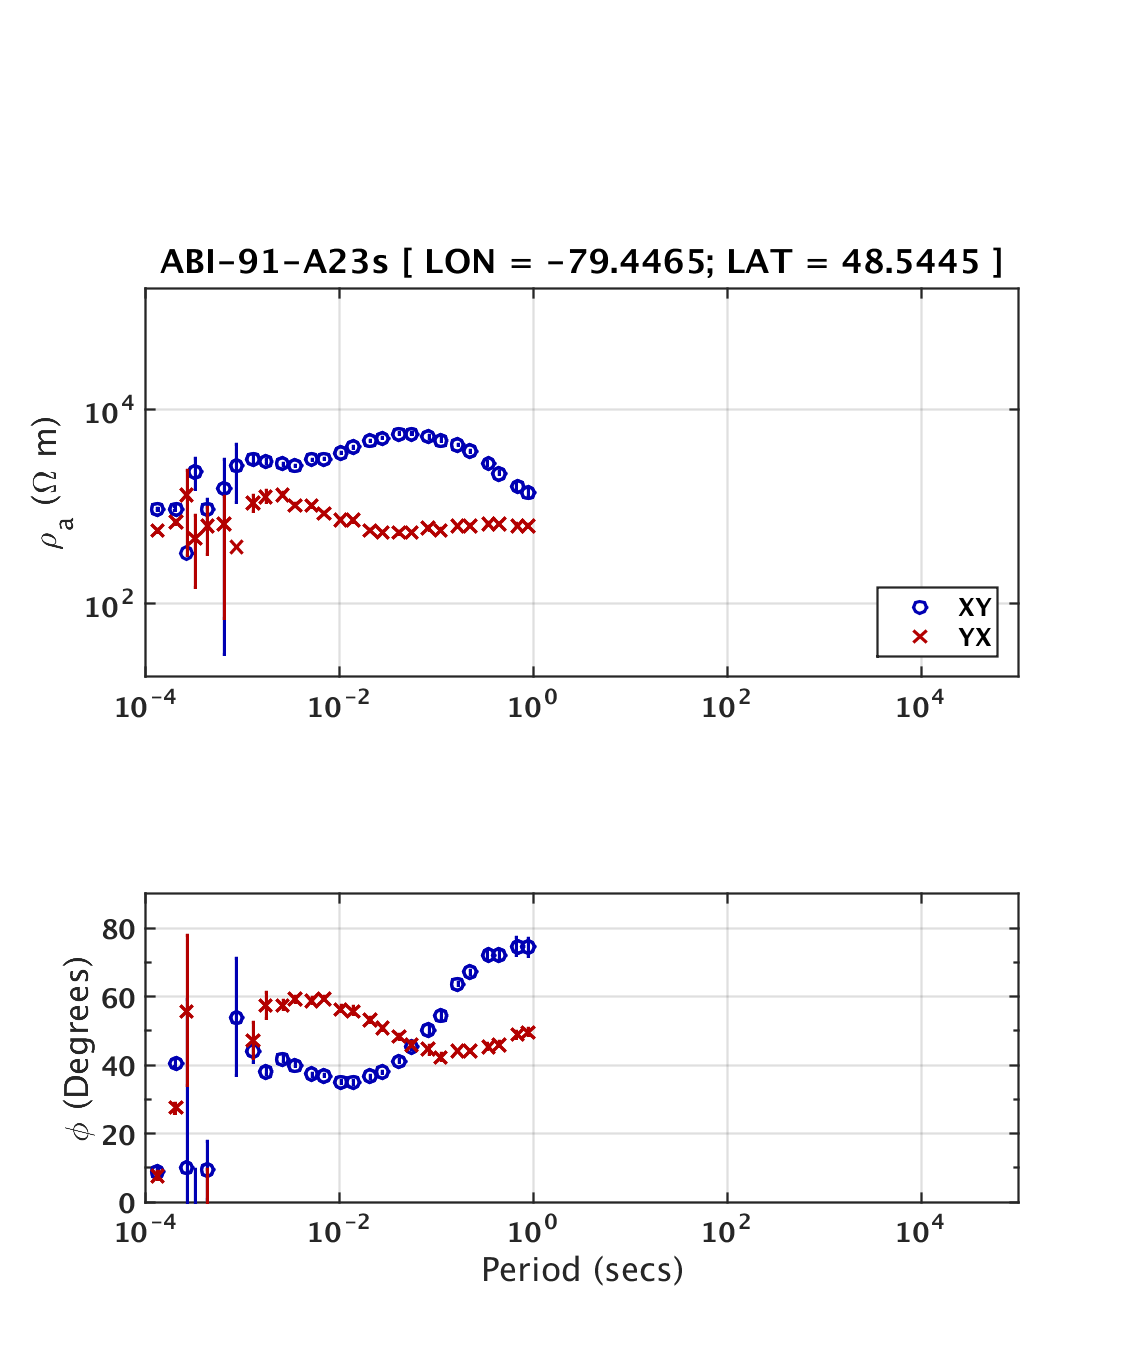 ABI-91-A23s [ LON = -79.4465; LAT = 48.5445 ]
ρa (Ω m)
10^4
10^2
XY
YX
10^-4 10^-2 10^0 10^2 10^4
ϕ (Degrees)
80
60
40
20
0
10^-4 10^-2 10^0 10^2 10^4
Period (secs)